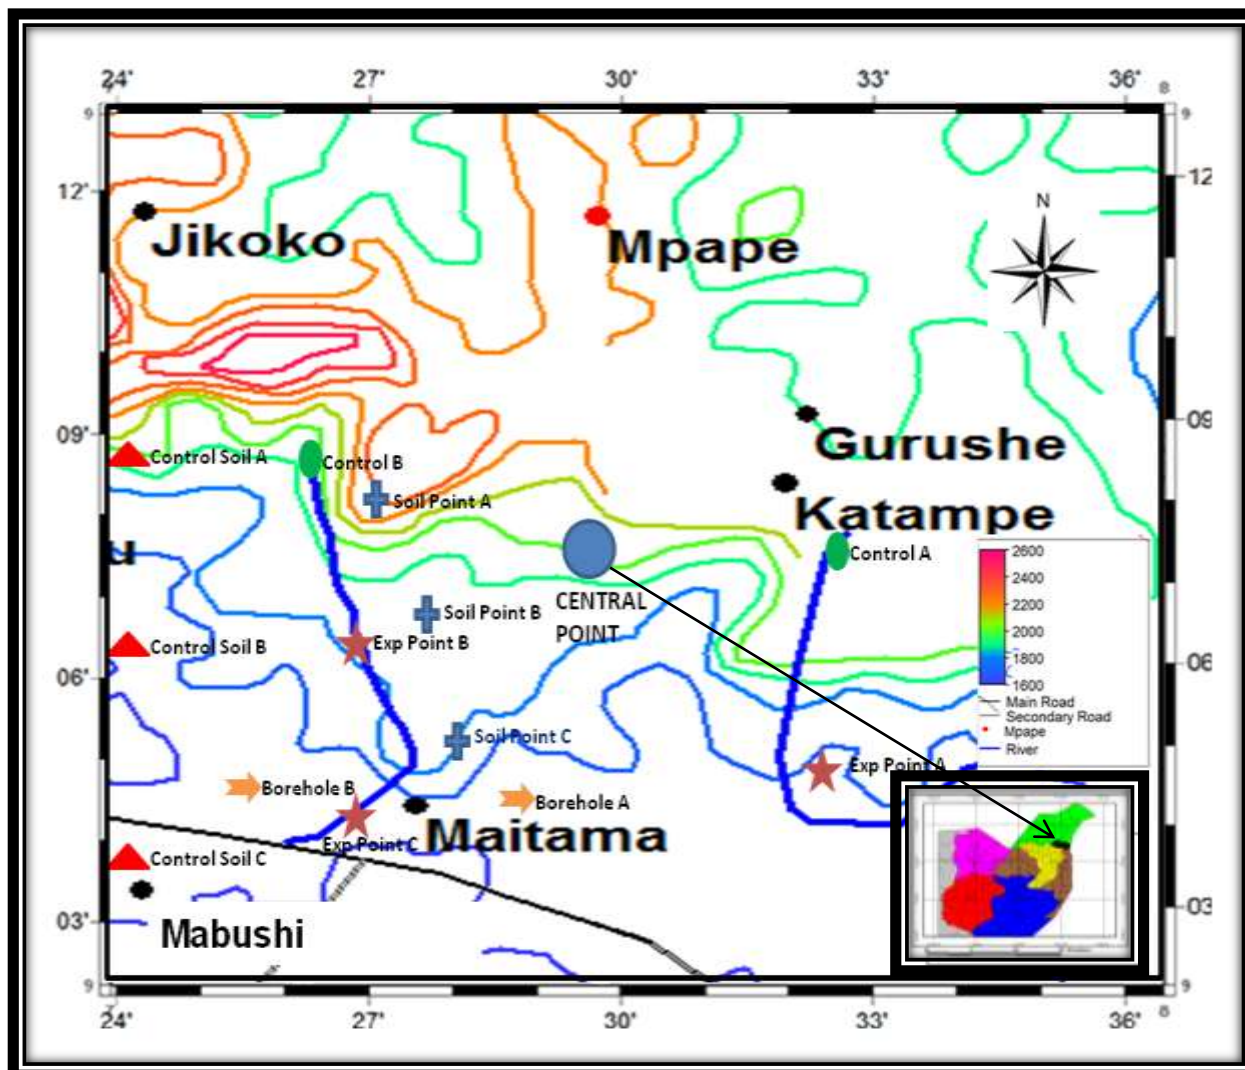 24' 27' 30' 33' 36' 8
9 9
12' 12
N
Jikoko
Mpape
09' 09
Gurushe
Control Soil A
Control B
Soil Point A
Katampe
Control A
u
2600
2400
2200
2000
1800
1600
Main Road
Secondary Road
Mpape
River
CENTRAL
POINT
Soil Point B
Exp Point B
Control Soil B
06' 06
Soil Point C
Exp Point A
Borehole B
Borehole A
Maitama
Exp Point C
Control Soil C
Mabushi
03' 03
9 9
24' 27' 30' 33' 36' 8